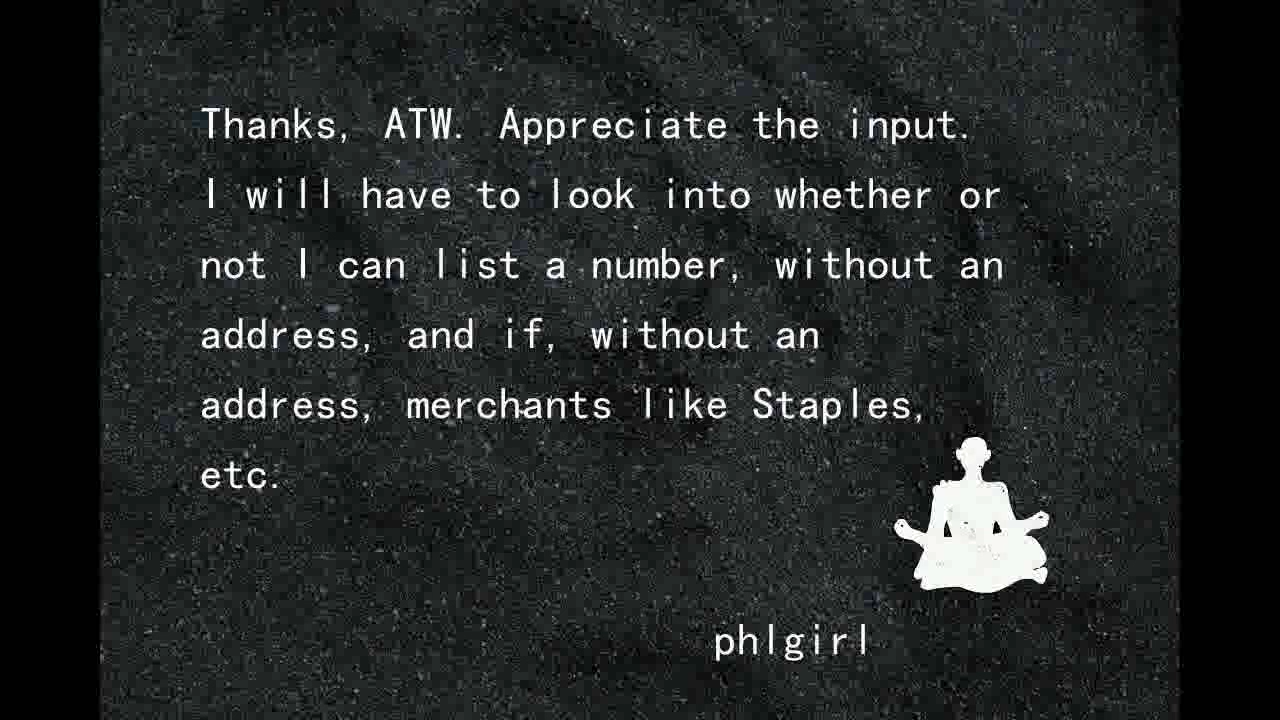 Thanks, ATW. Appreciate the input.
I will have to look into whether or
not I can list a number, without an
address, and if, without an
address, merchants like Staples,
etc.
phlgirl